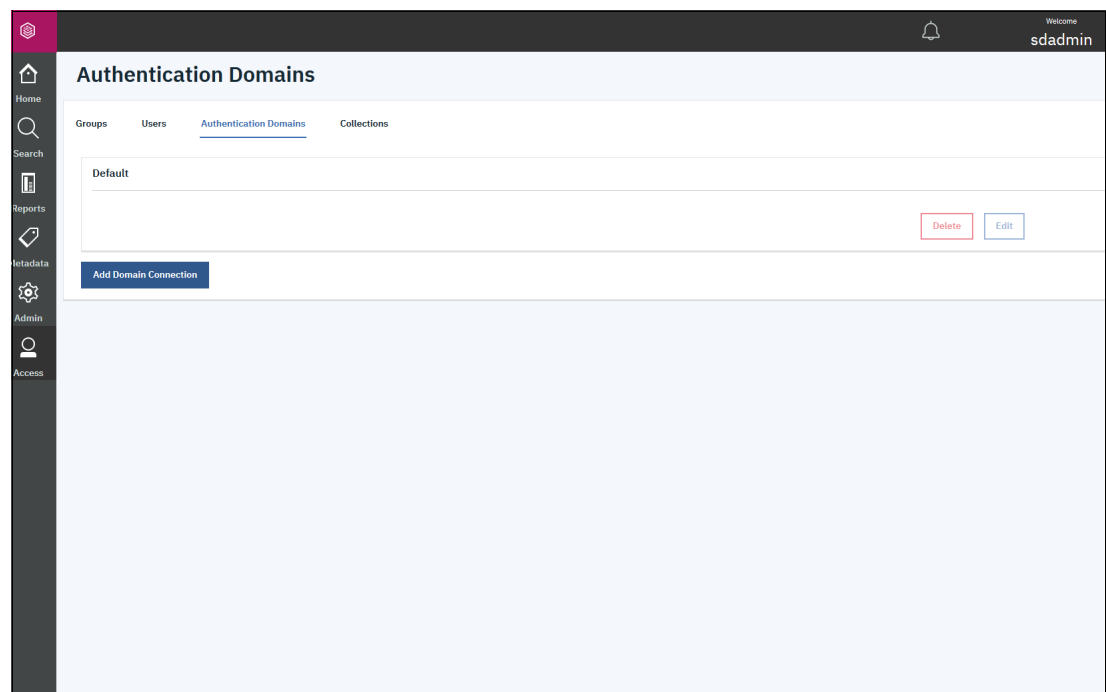 Welcome
sdadmin
Home
Search
Reports
Metadata
Admin
Access
Authentication Domains
Groups Users Authentication Domains Collections
Default
Delete Edit
Add Domain Connection